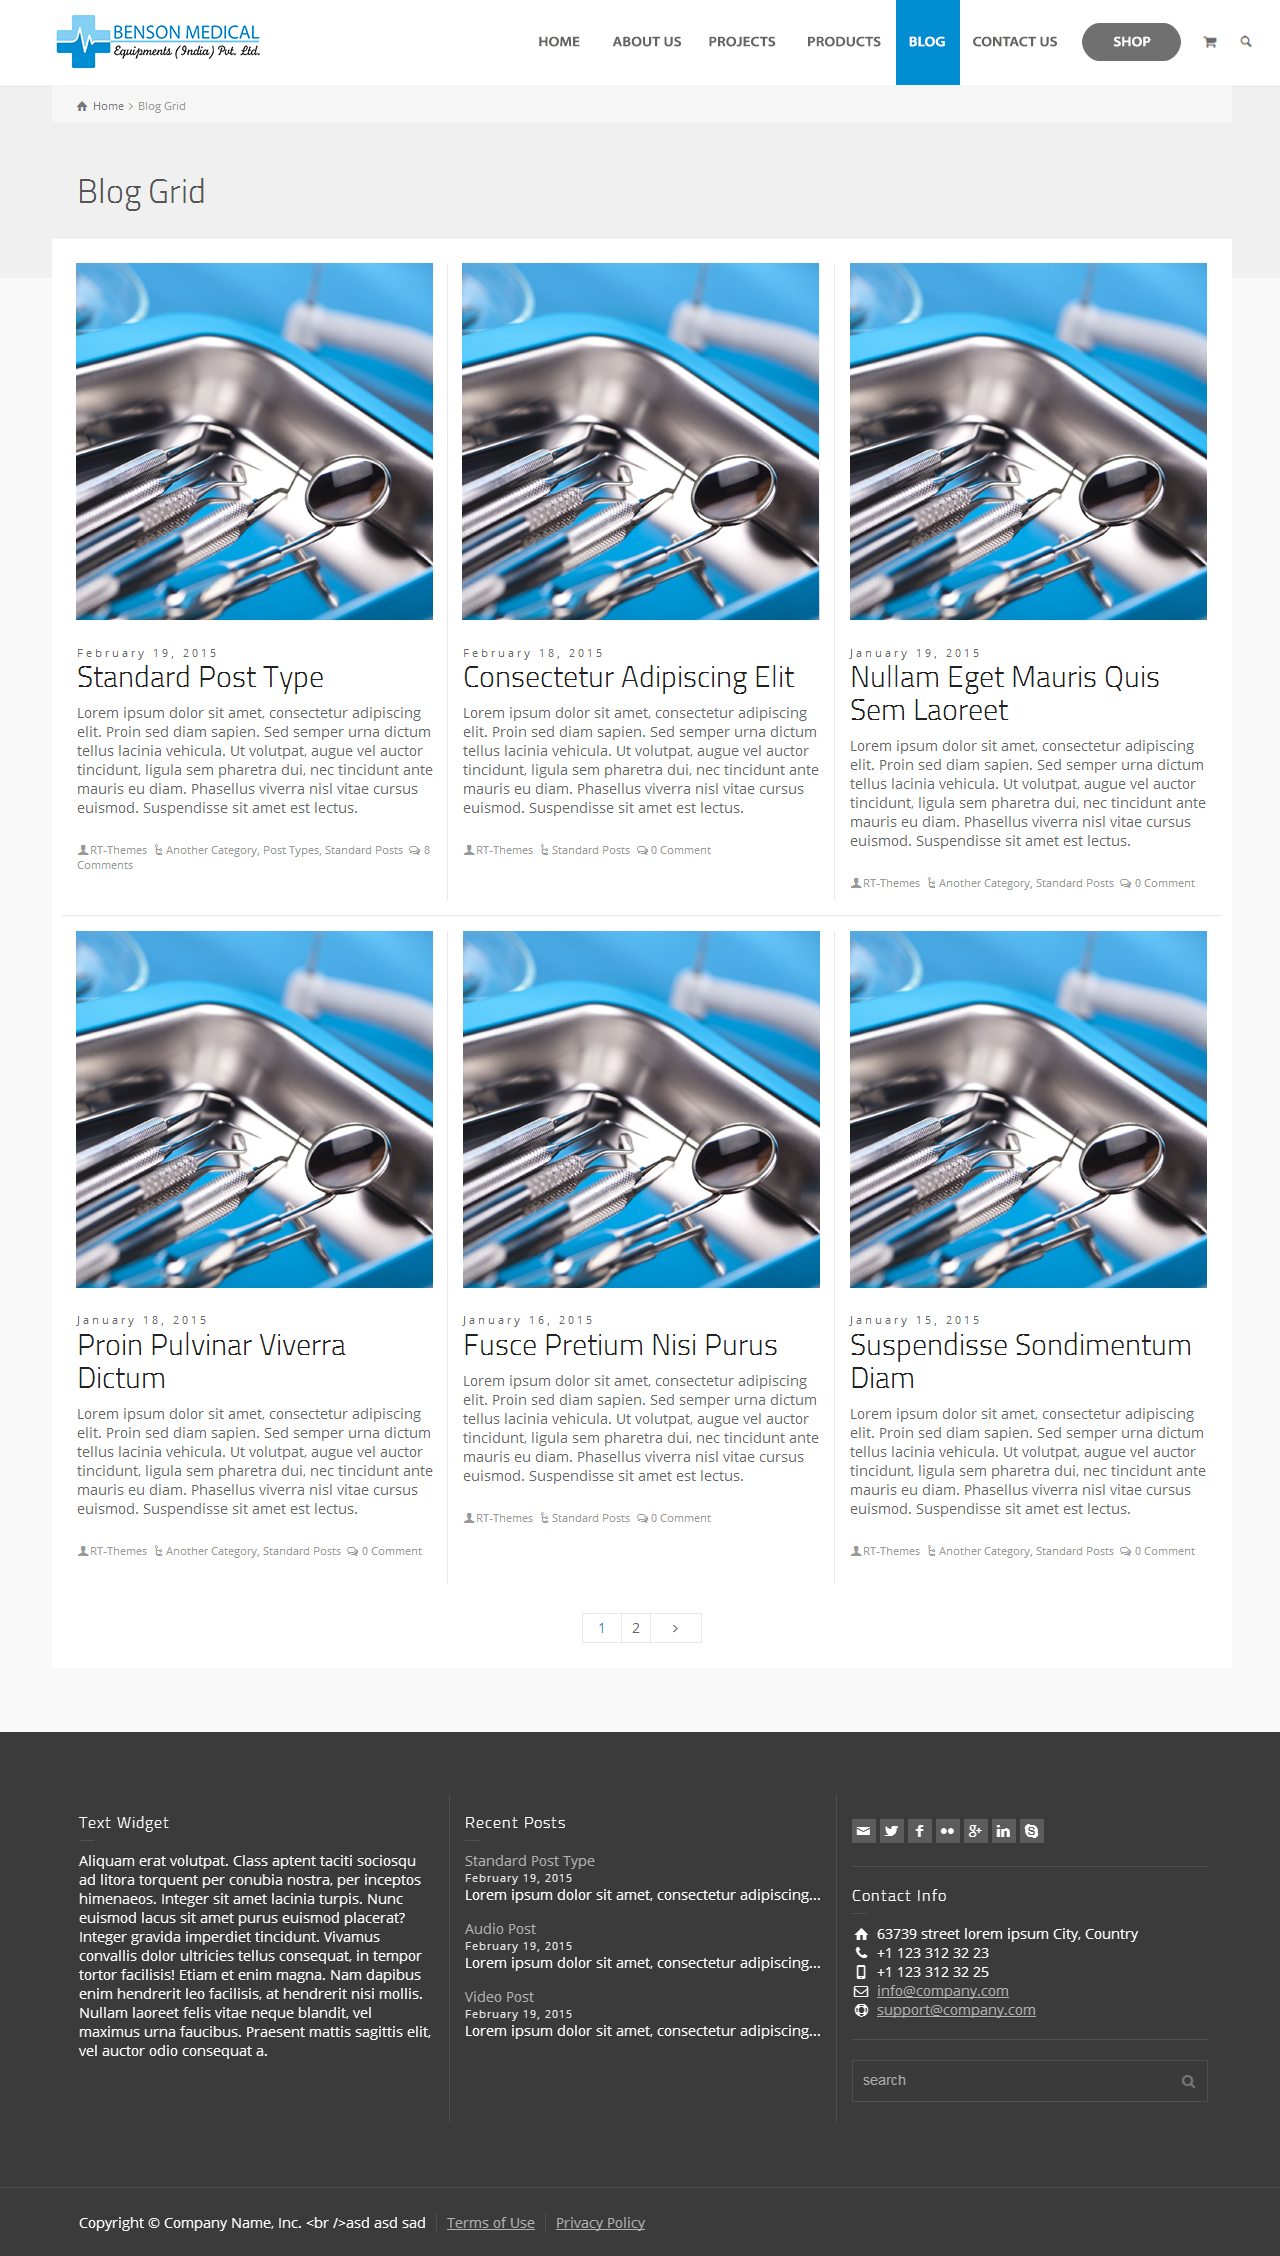 BENSON MEDICAL
Equipments (India) Pvt. Ltd.
HOME ABOUT US PROJECTS PRODUCTS BLOG CONTACT US SHOP
Home > Blog Grid
Blog Grid
February 19, 2015
Standard Post Type
Lorem ipsum dolor sit amet, consectetur adipiscing
elit. Proin sed diam sapien. Sed semper urna dictum
tellus lacinia vehicula. Ut volutpat, augue vel auctor
tincidunt, ligula sem pharetra dui, nec tincidunt ante
mauris eu diam. Phasellus viverra nisl vitae cursus
euismod. Suspendisse sit amet est lectus.
RT-Themes Another Category, Post Types, Standard Posts 8
Comments
February 18, 2015
Consectetur Adipiscing Elit
Lorem ipsum dolor sit amet, consectetur adipiscing
elit. Proin sed diam sapien. Sed semper urna dictum
tellus lacinia vehicula. Ut volutpat, augue vel auctor
tincidunt, ligula sem pharetra dui, nec tincidunt ante
mauris eu diam. Phasellus viverra nisl vitae cursus
euismod. Suspendisse sit amet est lectus.
RT-Themes Standard Posts 0 Comment
January 19, 2015
Nullam Eget Mauris Quis
Sem Laoreet
Lorem ipsum dolor sit amet, consectetur adipiscing
elit. Proin sed diam sapien. Sed semper urna dictum
tellus lacinia vehicula. Ut volutpat, augue vel auctor
tincidunt, ligula sem pharetra dui, nec tincidunt ante
mauris eu diam. Phasellus viverra nisl vitae cursus
euismod. Suspendisse sit amet est lectus.
RT-Themes Another Category, Standard Posts 0 Comment
January 18, 2015
Proin Pulvinar Viverra
Dictum
Lorem ipsum dolor sit amet, consectetur adipiscing
elit. Proin sed diam sapien. Sed semper urna dictum
tellus lacinia vehicula. Ut volutpat, augue vel auctor
tincidunt, ligula sem pharetra dui, nec tincidunt ante
mauris eu diam. Phasellus viverra nisl vitae cursus
euismod. Suspendisse sit amet est lectus.
RT-Themes Another Category, Standard Posts 0 Comment
January 16, 2015
Fusce Pretium Nisi Purus
Lorem ipsum dolor sit amet, consectetur adipiscing
elit. Proin sed diam sapien. Sed semper urna dictum
tellus lacinia vehicula. Ut volutpat, augue vel auctor
tincidunt, ligula sem pharetra dui, nec tincidunt ante
mauris eu diam. Phasellus viverra nisl vitae cursus
euismod. Suspendisse sit amet est lectus.
RT-Themes Standard Posts 0 Comment
January 15, 2015
Suspendisse Sondimentum
Diam
Lorem ipsum dolor sit amet, consectetur adipiscing
elit. Proin sed diam sapien. Sed semper urna dictum
tellus lacinia vehicula. Ut volutpat, augue vel auctor
tincidunt, ligula sem pharetra dui, nec tincidunt ante
mauris eu diam. Phasellus viverra nisl vitae cursus
euismod. Suspendisse sit amet est lectus.
RT-Themes Another Category, Standard Posts 0 Comment
1 2 >
Text Widget
Aliquam erat volutpat. Class aptent taciti sociosqu
ad litora torquent per conubia nostra, per inceptos
himenaeos. Integer sit amet lacinia turpis. Nunc
euismod lacus sit amet purus euismod placerat?
Integer gravida imperdiet tincidunt. Vivamus
convallis dolor ultricies tellus consequat, in tempor
tortor facilisis! Etiam et enim magna. Nam dapibus
enim hendrerit leo facilisis, at hendrerit nisi mollis.
Nullam laoreet felis vitae neque blandit, vel
maximus urna faucibus. Praesent mattis sagittis elit,
vel auctor odio consequat a.
Recent Posts
Standard Post Type
February 19, 2015
Lorem ipsum dolor sit amet, consectetur adipiscing...
Audio Post
February 19, 2015
Lorem ipsum dolor sit amet, consectetur adipiscing...
Video Post
February 19, 2015
Lorem ipsum dolor sit amet, consectetur adipiscing...
Contact Info
63739 street lorem ipsum City, Country
+1 123 312 32 23
+1 123 312 32 25
info@company.com
support@company.com
search
Copyright © Company Name, Inc. <br />asd asd sad Terms of Use Privacy Policy